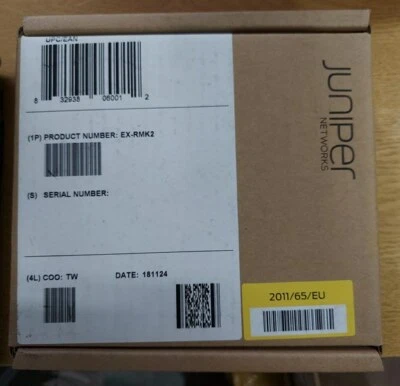 UPC/EAN
8 32938 06001 2
(1P) PRODUCT NUMBER: EX-RMK2
(S) SERIAL NUMBER:
(4L) COO: TW DATE: 181124
JUNIPER
NETWORKS
2011/65/EU